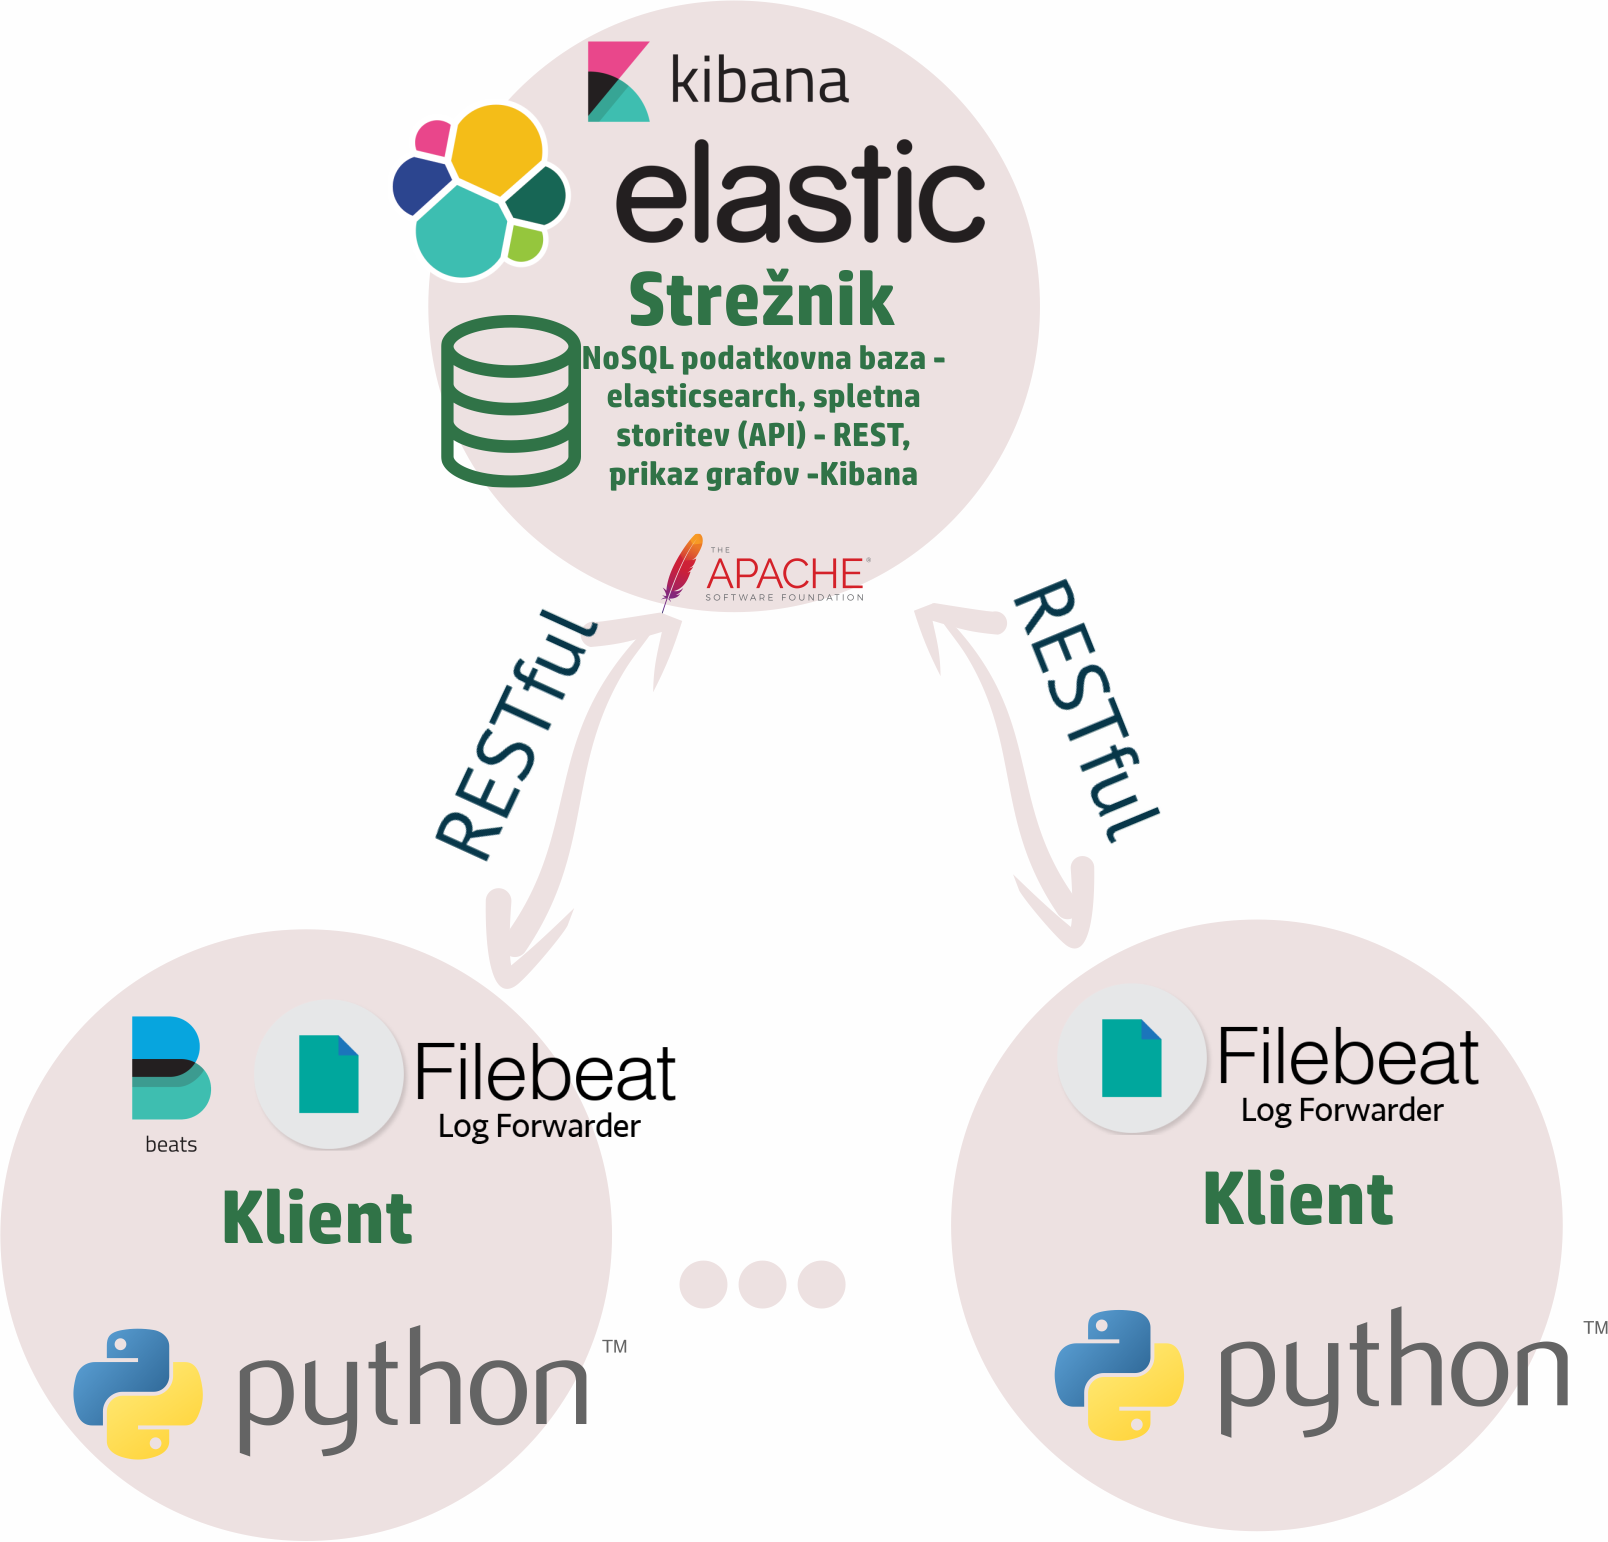 kibana
elastic
Strežnik
NoSQL podatkovna baza -
elasticsearch, spletna
storitev (API) - REST,
prikaz grafov -Kibana
THE
APACHE®
SOFTWARE FOUNDATION
RESTful
RESTful
beats
Filebeat
Log Forwarder
Klient
python™
Filebeat
Log Forwarder
Klient
python™